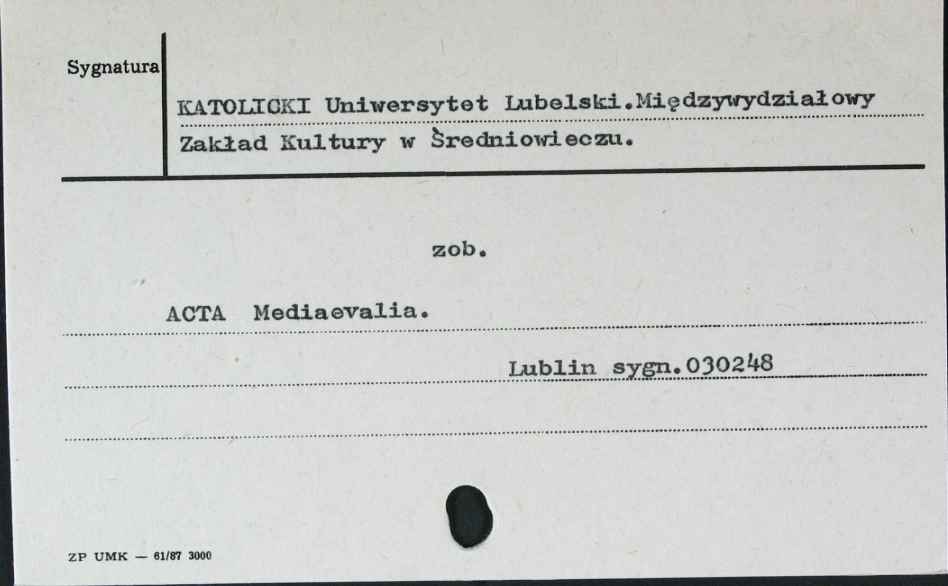 Sygnatura
KATOLICKI Uniwersytet Lubelski.Międzywydziałowy
Zakład Kultury w Średniowieczu.
zob.
ACTA Mediaevalia.
Lublin sygn.030248
ZP UMK — 61/87 3000